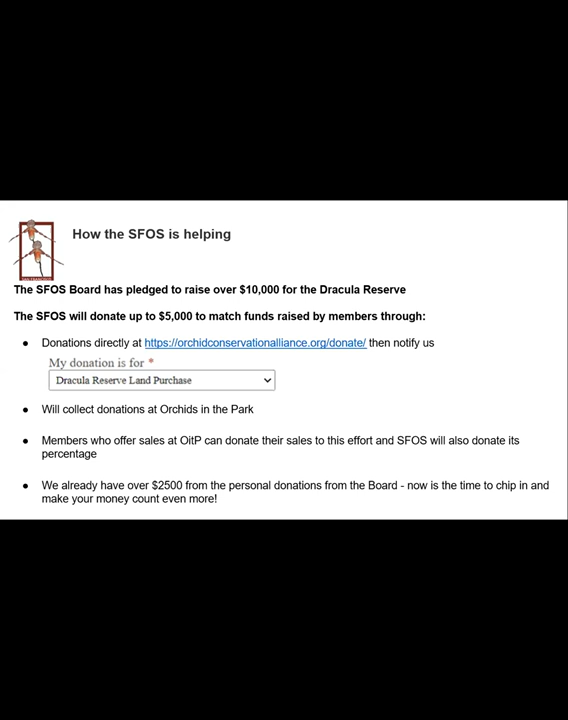 How the SFOS is helping
The SFOS Board has pledged to raise over $10,000 for the Dracula Reserve
The SFOS will donate up to $5,000 to match funds raised by members through:
● Donations directly at https://orchidconservationalliance.org/donate/ then notify us
My donation is for *
Dracula Reserve Land Purchase
● Will collect donations at Orchids in the Park
● Members who offer sales at OitP can donate their sales to this effort and SFOS will also donate its
percentage
● We already have over $2500 from the personal donations from the Board - now is the time to chip in and
make your money count even more!